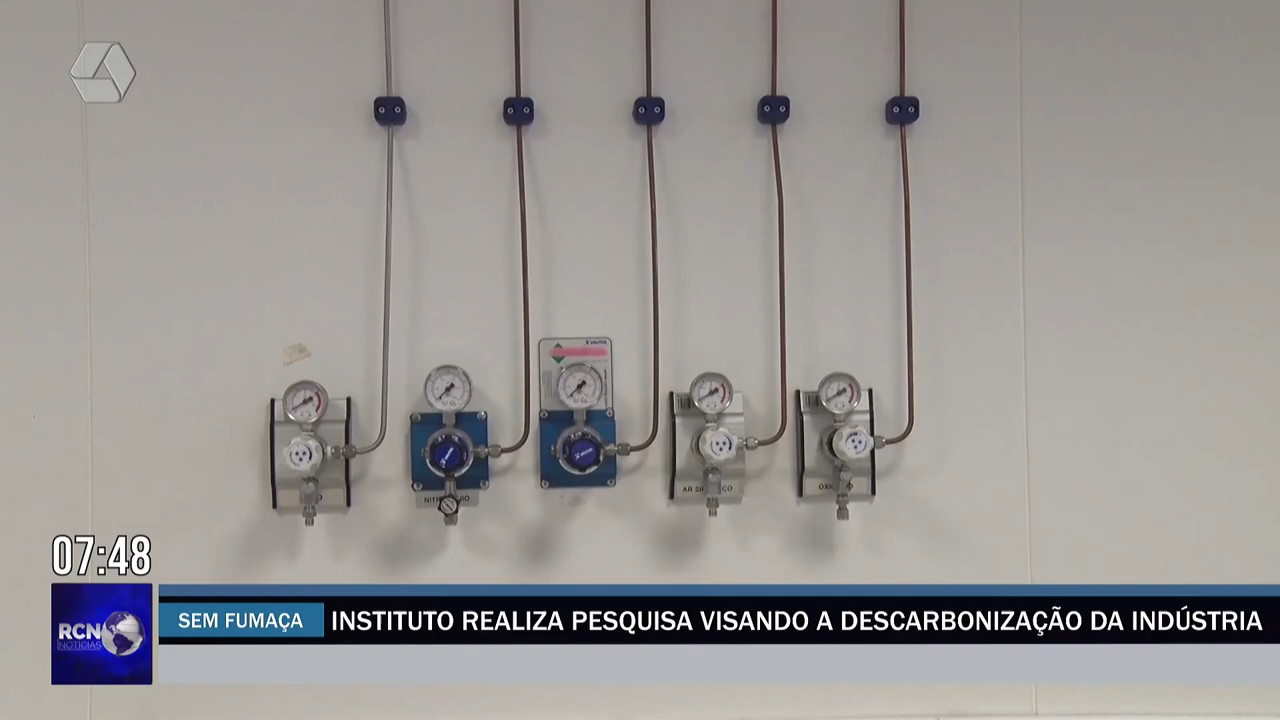 07:48
SEM FUMAÇA
INSTITUTO REALIZA PESQUISA VISANDO A DESCARBONIZAÇÃO DA INDÚSTRIA
RCN
NOTÍCIAS